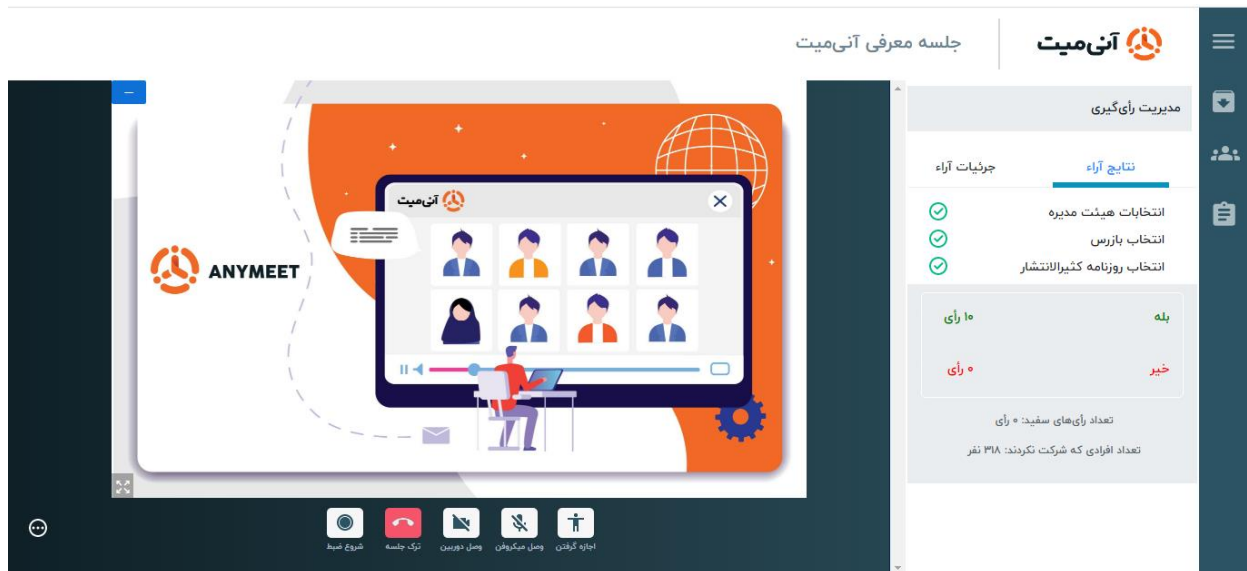 آنی‌میت
جلسه معرفی آنی‌میت
مدیریت رأی‌گیری
نتایج آراء
جزئیات آراء
انتخابات هیئت مدیره
انتخاب بازرس
انتخاب روزنامه کثیرالانتشار
بله
۱۰ رأی
خیر
۰ رأی
تعداد رأی‌های سفید: ۰ رأی
تعداد افرادی که شرکت نکردند: ۳۱۸ نفر
آنی‌میت
ANYMEET
اجازه گرفتن
وصل میکروفن
وصل دوربین
ترک جلسه
شروع ضبط